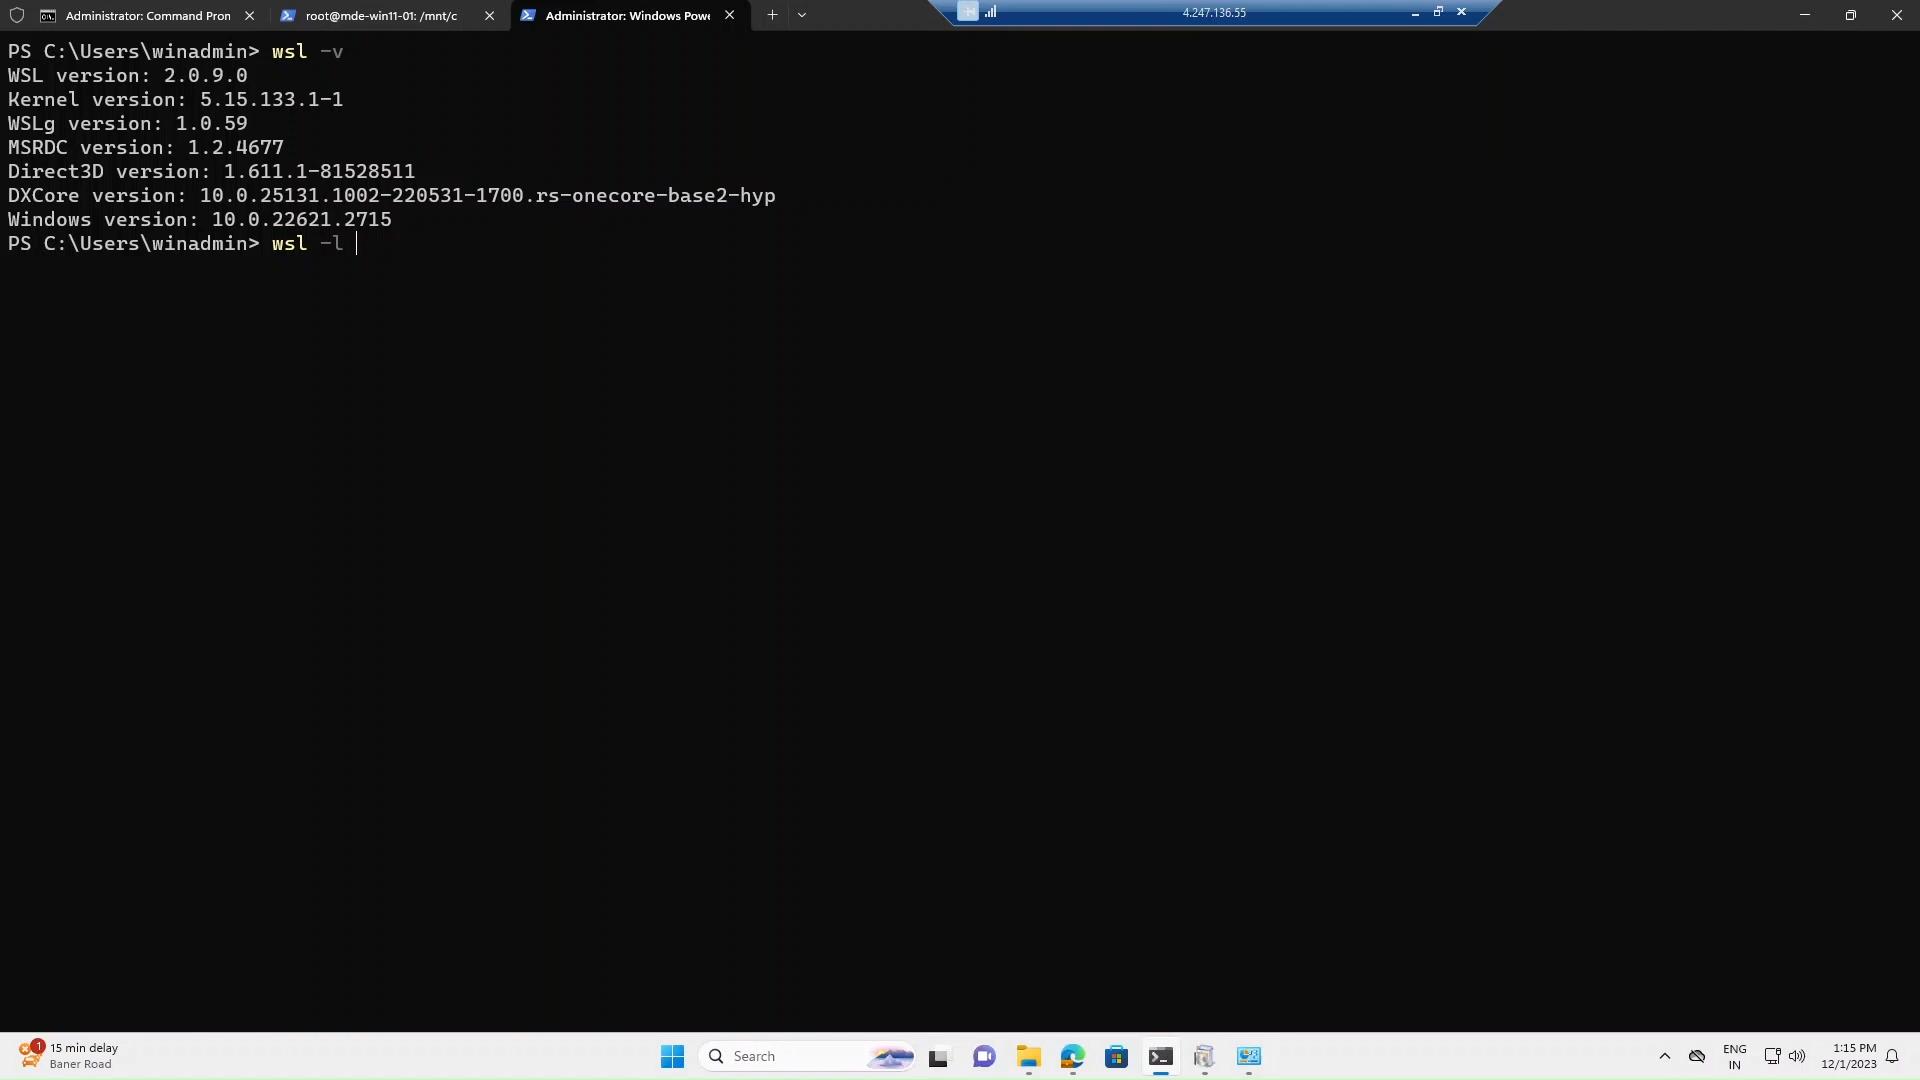 Administrator: Command Pron
root@mde-win11-01: /mnt/c
Administrator: Windows Powe
4.247.136.55
PS C:\Users\winadmin> wsl -v
WSL version: 2.0.9.0
Kernel version: 5.15.133.1-1
WSLg version: 1.0.59
MSRDC version: 1.2.4677
Direct3D version: 1.611.1-81528511
DXCore version: 10.0.25131.1002-220531-1700.rs-onecore-base2-hyp
Windows version: 10.0.22621.2715
PS C:\Users\winadmin> wsl -l
1
15 min delay
Baner Road
Search
ENG
IN
1:15 PM
12/1/2023